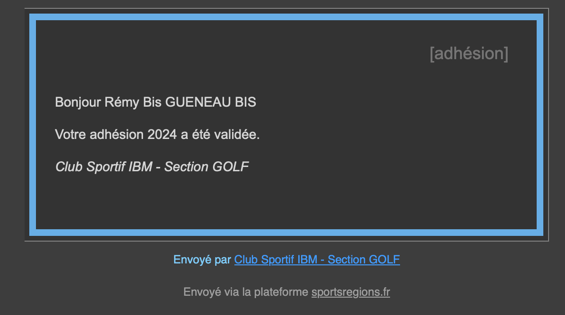 [adhésion]
Bonjour Rémy Bis GUENEAU BIS
Votre adhésion 2024 a été validée.
Club Sportif IBM - Section GOLF
Envoyé par Club Sportif IBM - Section GOLF
Envoyé via la plateforme sportsregions.fr